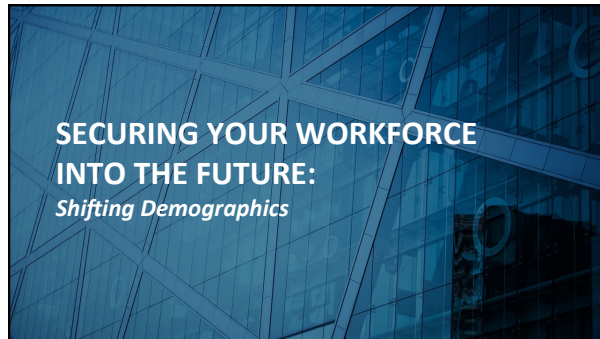 SECURING YOUR WORKFORCE
INTO THE FUTURE:
Shifting Demographics